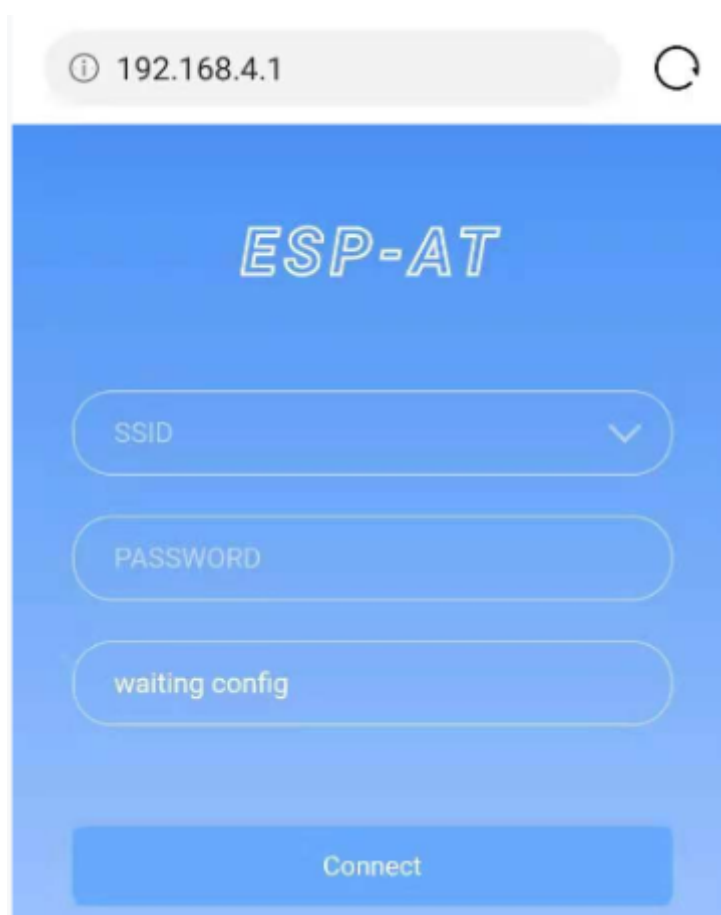 192.168.4.1
ESP-AT
SSID
PASSWORD
waiting config
Connect